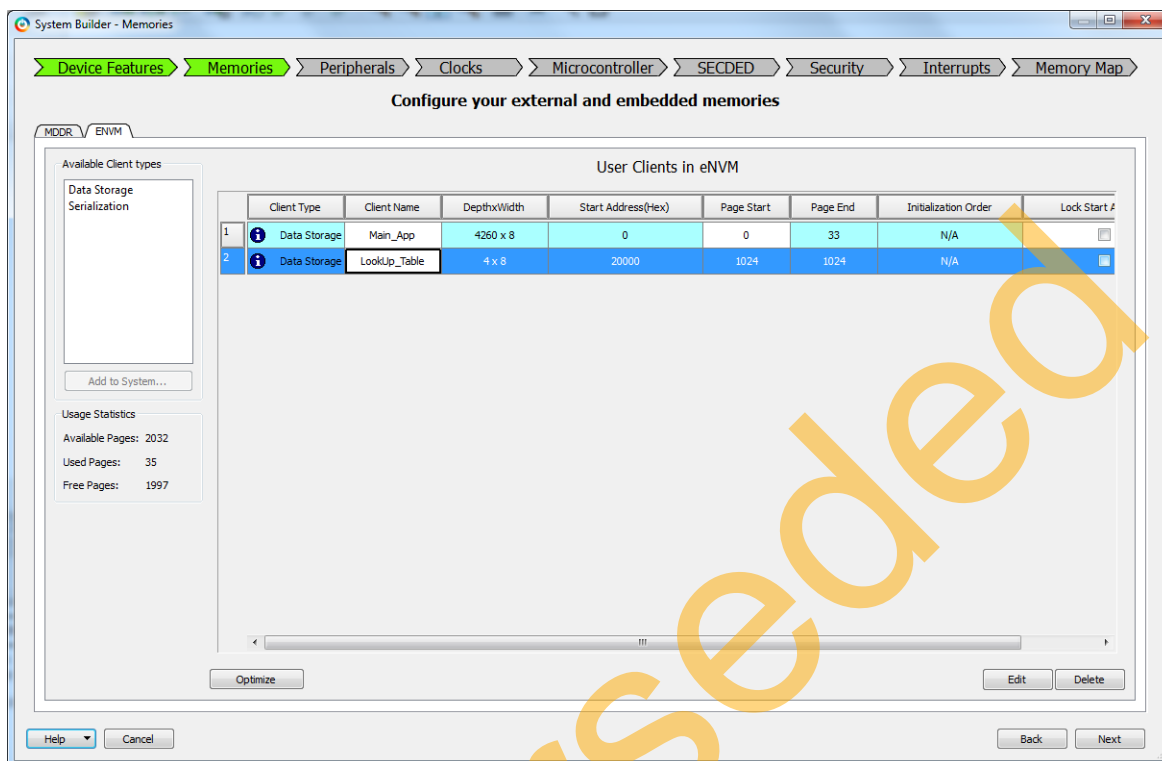 System Builder - Memories
Device Features Memories Peripherals Clocks Microcontroller SECDED Security Interrupts Memory Map
Configure your external and embedded memories
MDDR ENVM
Available Client types
Data Storage
Serialization
Add to System...
Usage Statistics
Available Pages: 2032
Used Pages: 35
Free Pages: 1997
User Clients in eNVM
Client Type Client Name DepthxWidth Start Address(Hex) Page Start Page End Initialization Order Lock Start A
1 Data Storage Main_App 4260 x 8 0 0 33 N/A
2 Data Storage LookUp_Table 4 x 8 20000 1024 1024 N/A
Optimize Edit Delete
Help Cancel Back Next
sseded